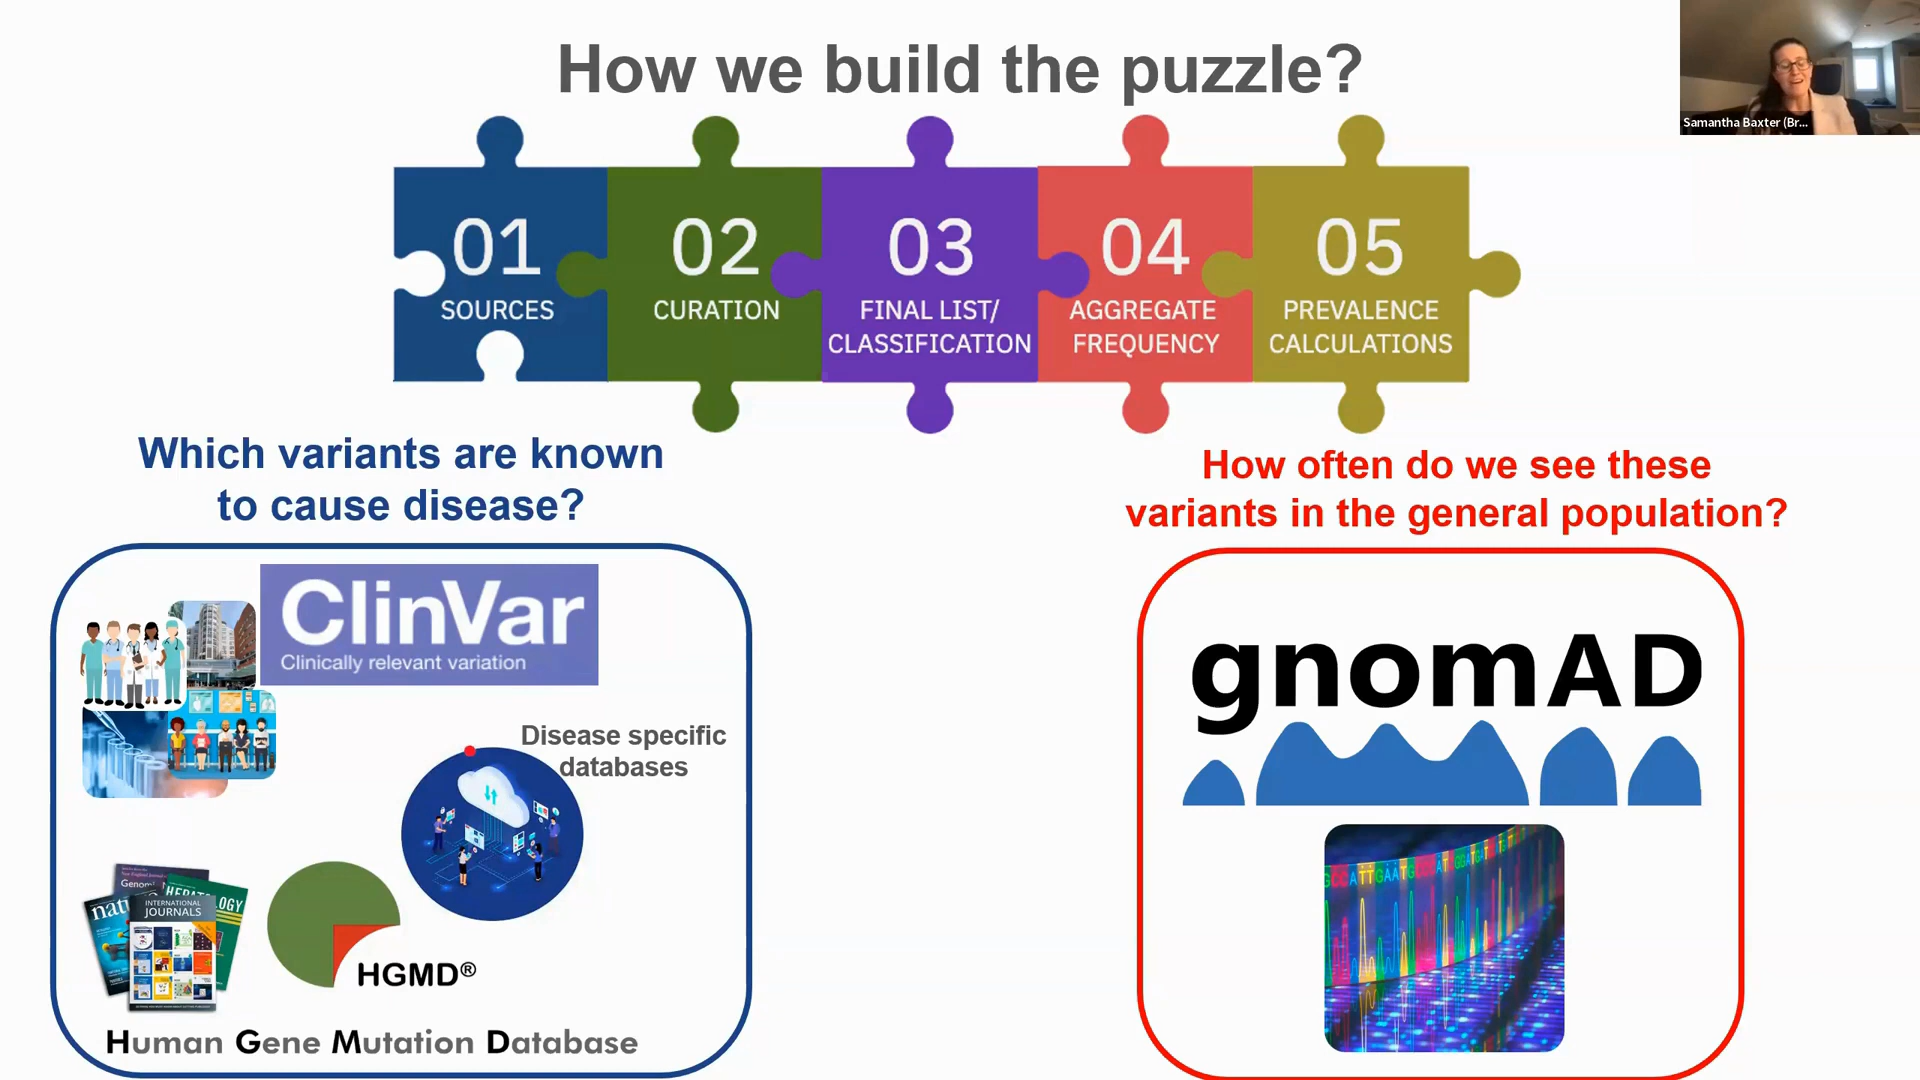 How we build the puzzle?
Samantha Baxter (Br...
01
SOURCES
02
CURATION
03
FINAL LIST/
CLASSIFICATION
04
AGGREGATE
FREQUENCY
05
PREVALENCE
CALCULATIONS
Which variants are known
to cause disease?
ClinVar
Clinically relevant variation
Disease specific
databases
INTERNATIONAL
JOURNALS
HGMD®
Human Gene Mutation Database
How often do we see these
variants in the general population?
gnomAD